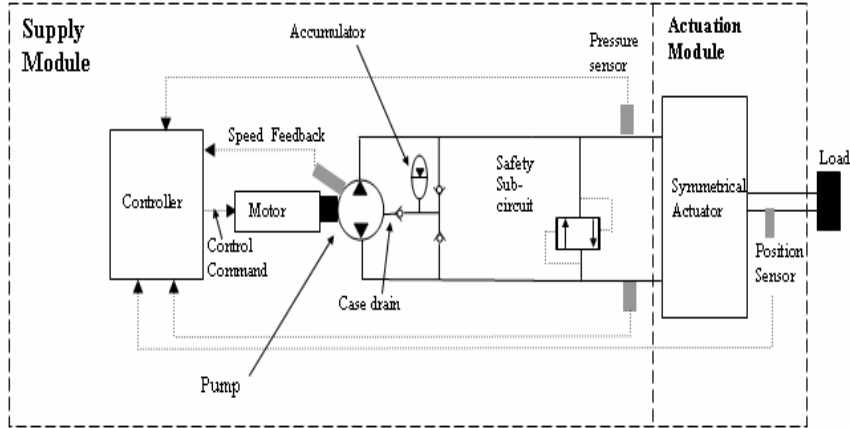 Supply
Module
Accumulator
Pressure
sensor
Actuation
Module
Speed Feedback
Controller
Motor
Control
Command
Safety
Sub-
circuit
Symmetrical
Actuator
Load
Position
Sensor
Case drain
Pump